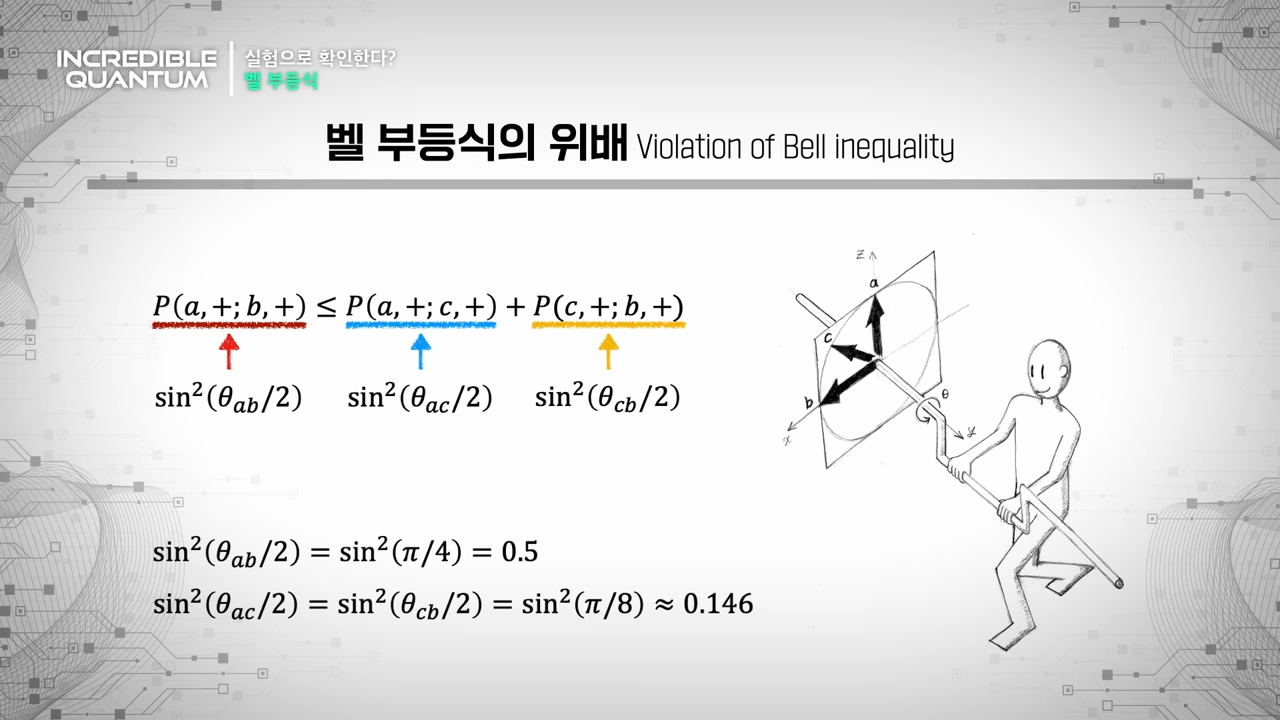 INCREDIBLE
QUANTUM
실험으로 확인한다?
벨 부등식
벨 부등식의 위배 Violation of Bell inequality
P(a, +; b, +) ≤ P(a, +; c, +) + P(c, +; b, +)
sin²(θ_ab/2) sin²(θ_ac/2) sin²(θ_cb/2)
sin²(θ_ab/2) = sin²(π/4) = 0.5
sin²(θ_ac/2) = sin²(θ_cb/2) = sin²(π/8) ≈ 0.146
z
a
c
b
θ
x
y